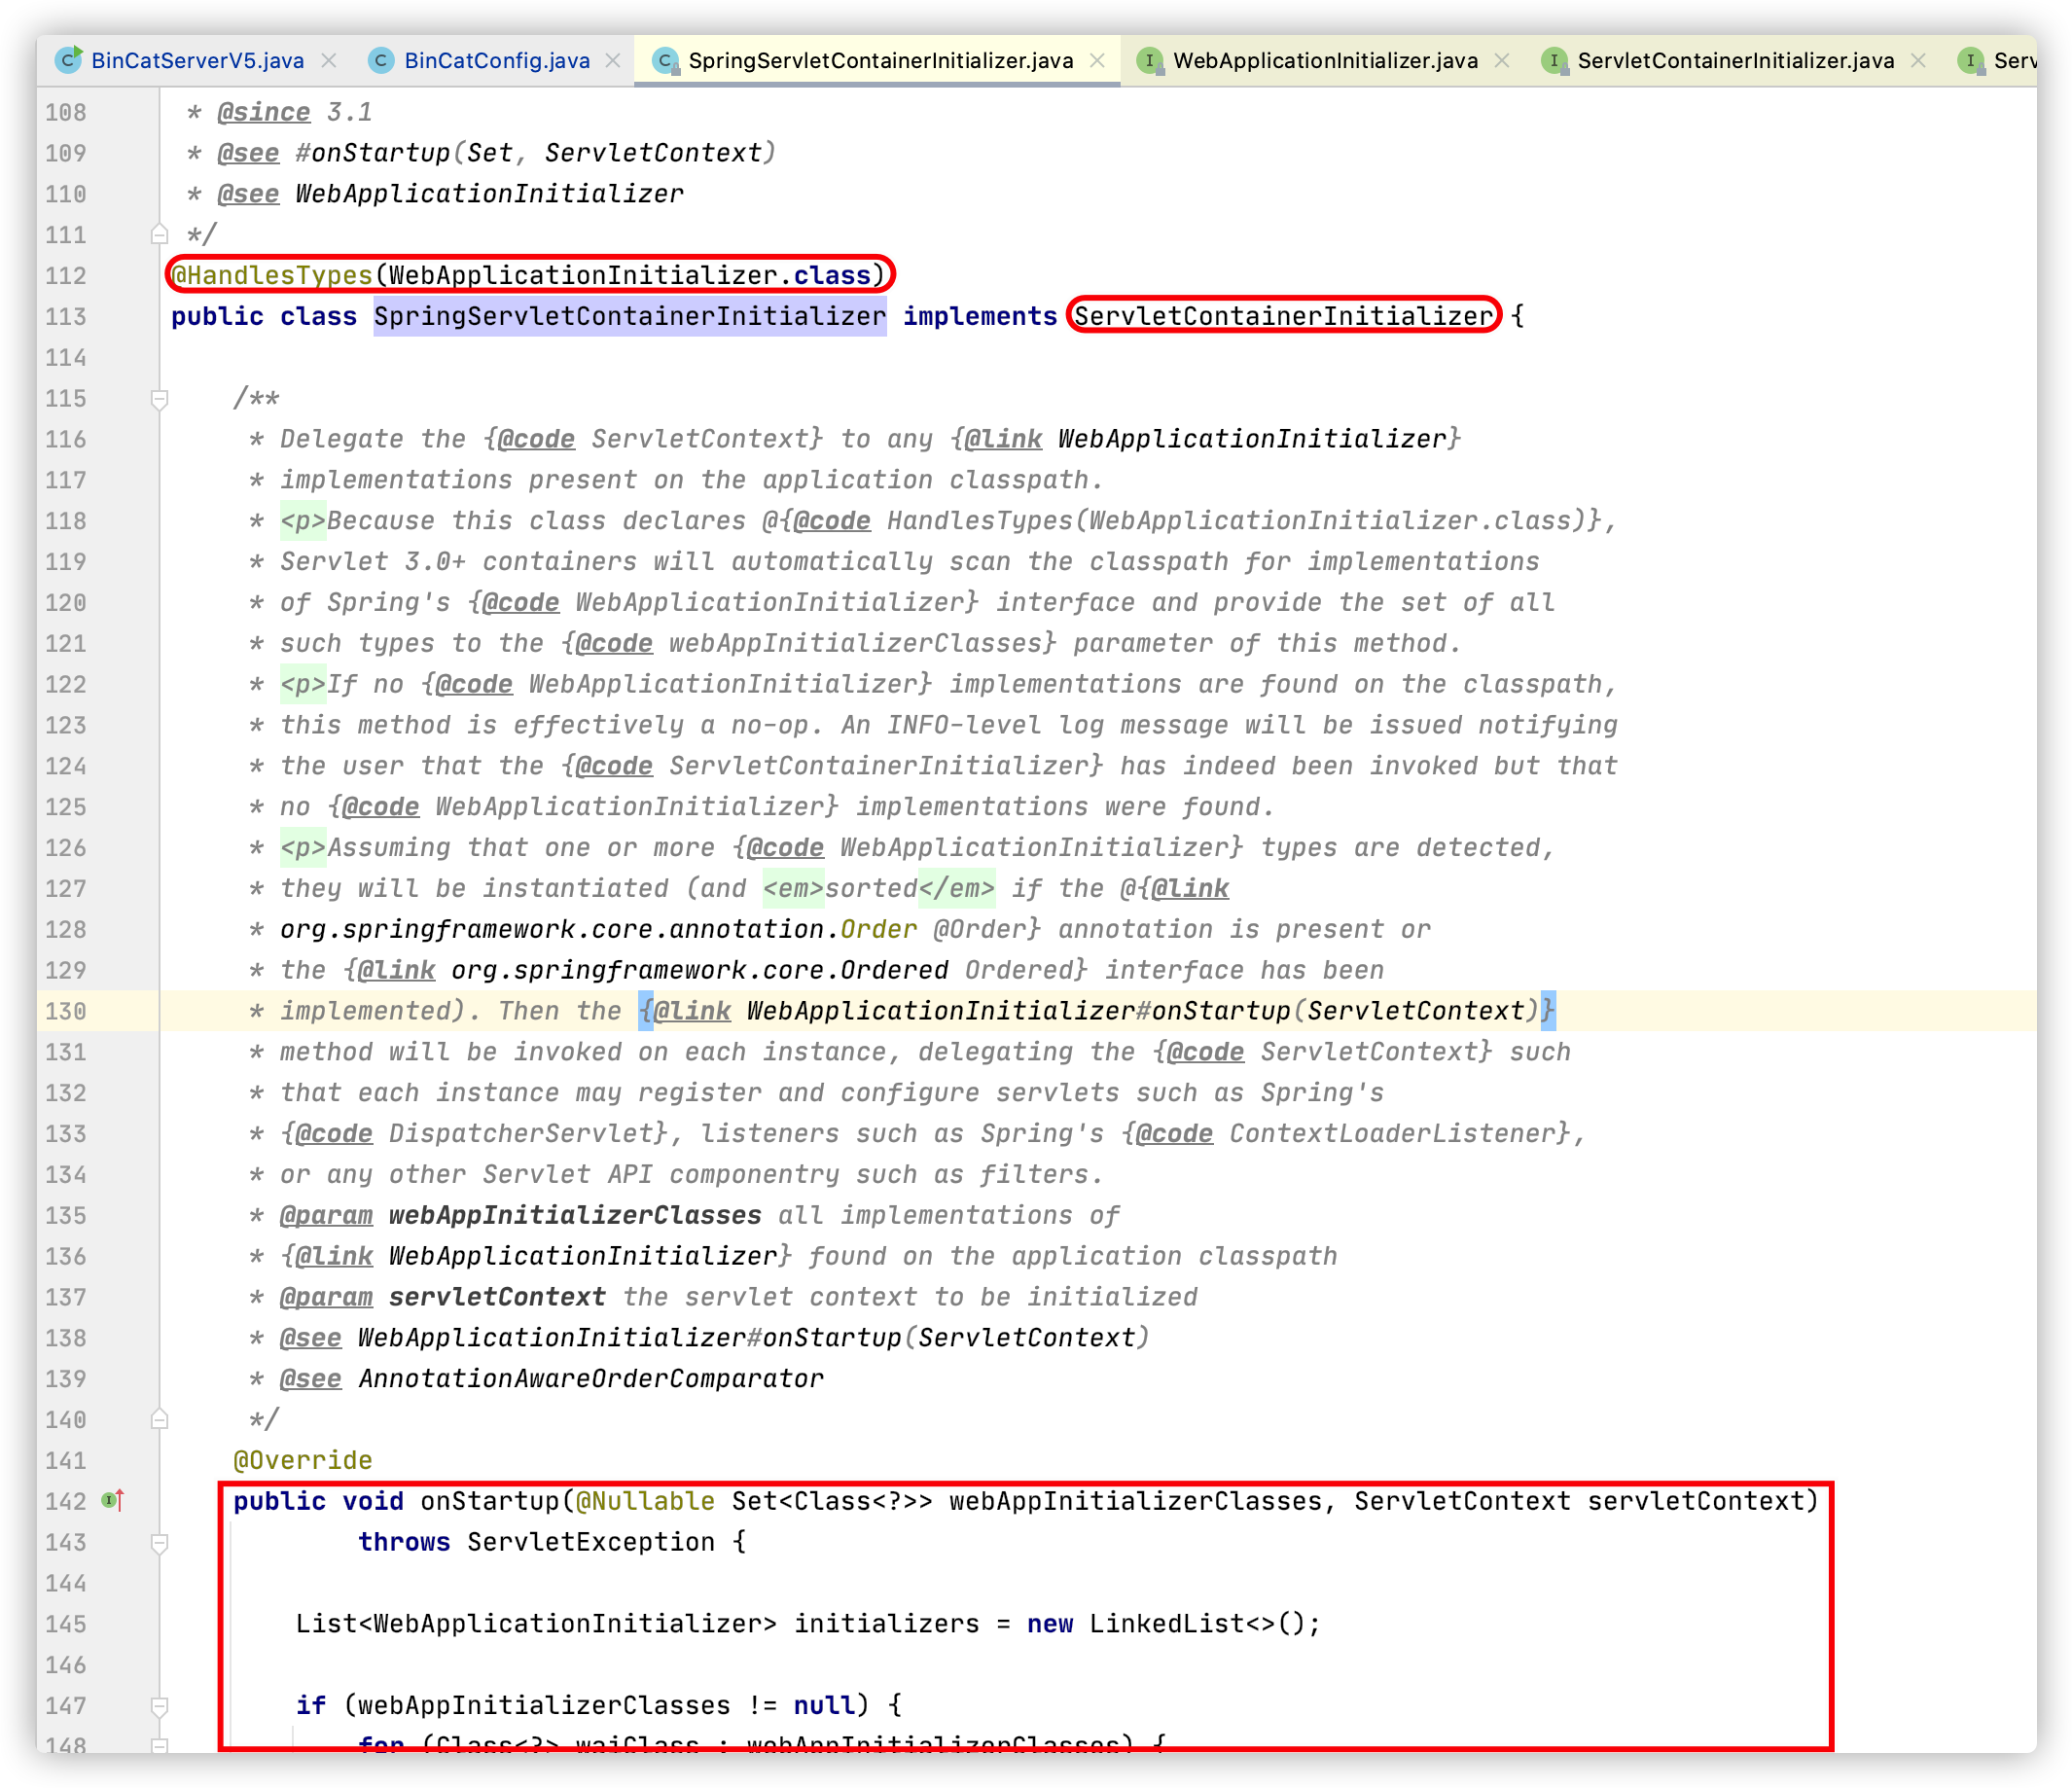 BinCatServerV5.java BinCatConfig.java SpringServletContainerInitializer.java WebApplicationInitializer.java ServletContainerInitializer.java Serv
108 * @since 3.1
109 * @see #onStartup(Set, ServletContext)
110 * @see WebApplicationInitializer
111 */
112 @HandlesTypes(WebApplicationInitializer.class)
113 public class SpringServletContainerInitializer implements ServletContainerInitializer {
114
115 /**
116 * Delegate the {@code ServletContext} to any {@link WebApplicationInitializer}
117 * implementations present on the application classpath.
118 * <p>Because this class declares @{@code HandlesTypes(WebApplicationInitializer.class)},
119 * Servlet 3.0+ containers will automatically scan the classpath for implementations
120 * of Spring's {@code WebApplicationInitializer} interface and provide the set of all
121 * such types to the {@code webAppInitializerClasses} parameter of this method.
122 * <p>If no {@code WebApplicationInitializer} implementations are found on the classpath,
123 * this method is effectively a no-op. An INFO-level log message will be issued notifying
124 * the user that the {@code ServletContainerInitializer} has indeed been invoked but that
125 * no {@code WebApplicationInitializer} implementations were found.
126 * <p>Assuming that one or more {@code WebApplicationInitializer} types are detected,
127 * they will be instantiated (and <em>sorted</em> if the @{@link
128 * org.springframework.core.annotation.Order @Order} annotation is present or
129 * the {@link org.springframework.core.Ordered Ordered} interface has been
130 * implemented). Then the {@link WebApplicationInitializer#onStartup(ServletContext)}
131 * method will be invoked on each instance, delegating the {@code ServletContext} such
132 * that each instance may register and configure servlets such as Spring's
133 * {@code DispatcherServlet}, listeners such as Spring's {@code ContextLoaderListener},
134 * or any other Servlet API componentry such as filters.
135 * @param webAppInitializerClasses all implementations of
136 * {@link WebApplicationInitializer} found on the application classpath
137 * @param servletContext the servlet context to be initialized
138 * @see WebApplicationInitializer#onStartup(ServletContext)
139 * @see AnnotationAwareOrderComparator
140 */
141 @Override
142 public void onStartup(@Nullable Set<Class<?>> webAppInitializerClasses, ServletContext servletContext)
143 throws ServletException {
144
145 List<WebApplicationInitializer> initializers = new LinkedList<>();
146
147 if (webAppInitializerClasses != null) {
148 for (Class<?> waiClass : webAppInitializerClasses) {